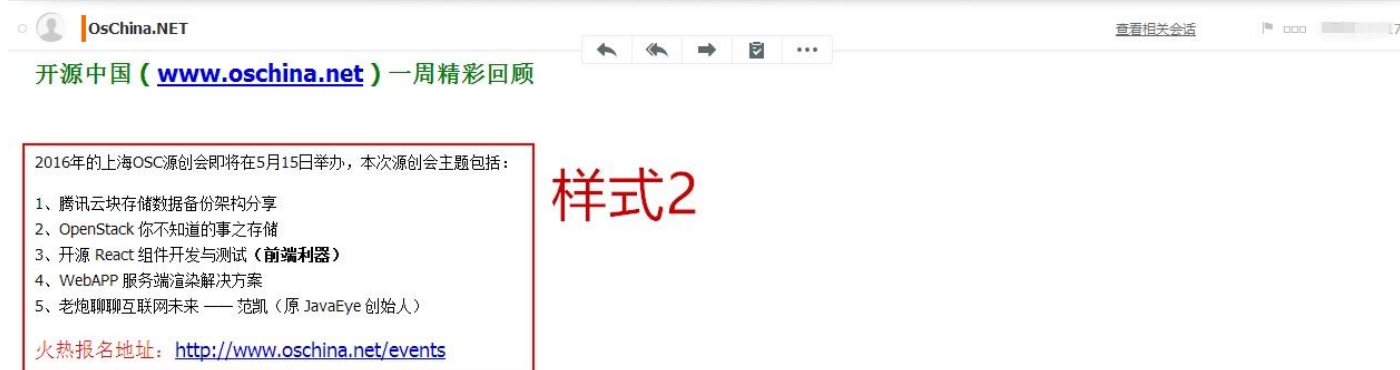 OsChina.NET
查看相关会话
开源中国（www.oschina.net）一周精彩回顾
2016年的上海OSC源创会即将在5月15日举办，本次源创会主题包括：
样式2
1、腾讯云块存储数据备份架构分享
2、OpenStack 你不知道的事之存储
3、开源 React 组件开发与测试（前端利器）
4、WebAPP 服务端渲染解决方案
5、老炮聊聊互联网未来 —— 范凯（原 JavaEye 创始人）
火热报名地址：http://www.oschina.net/events